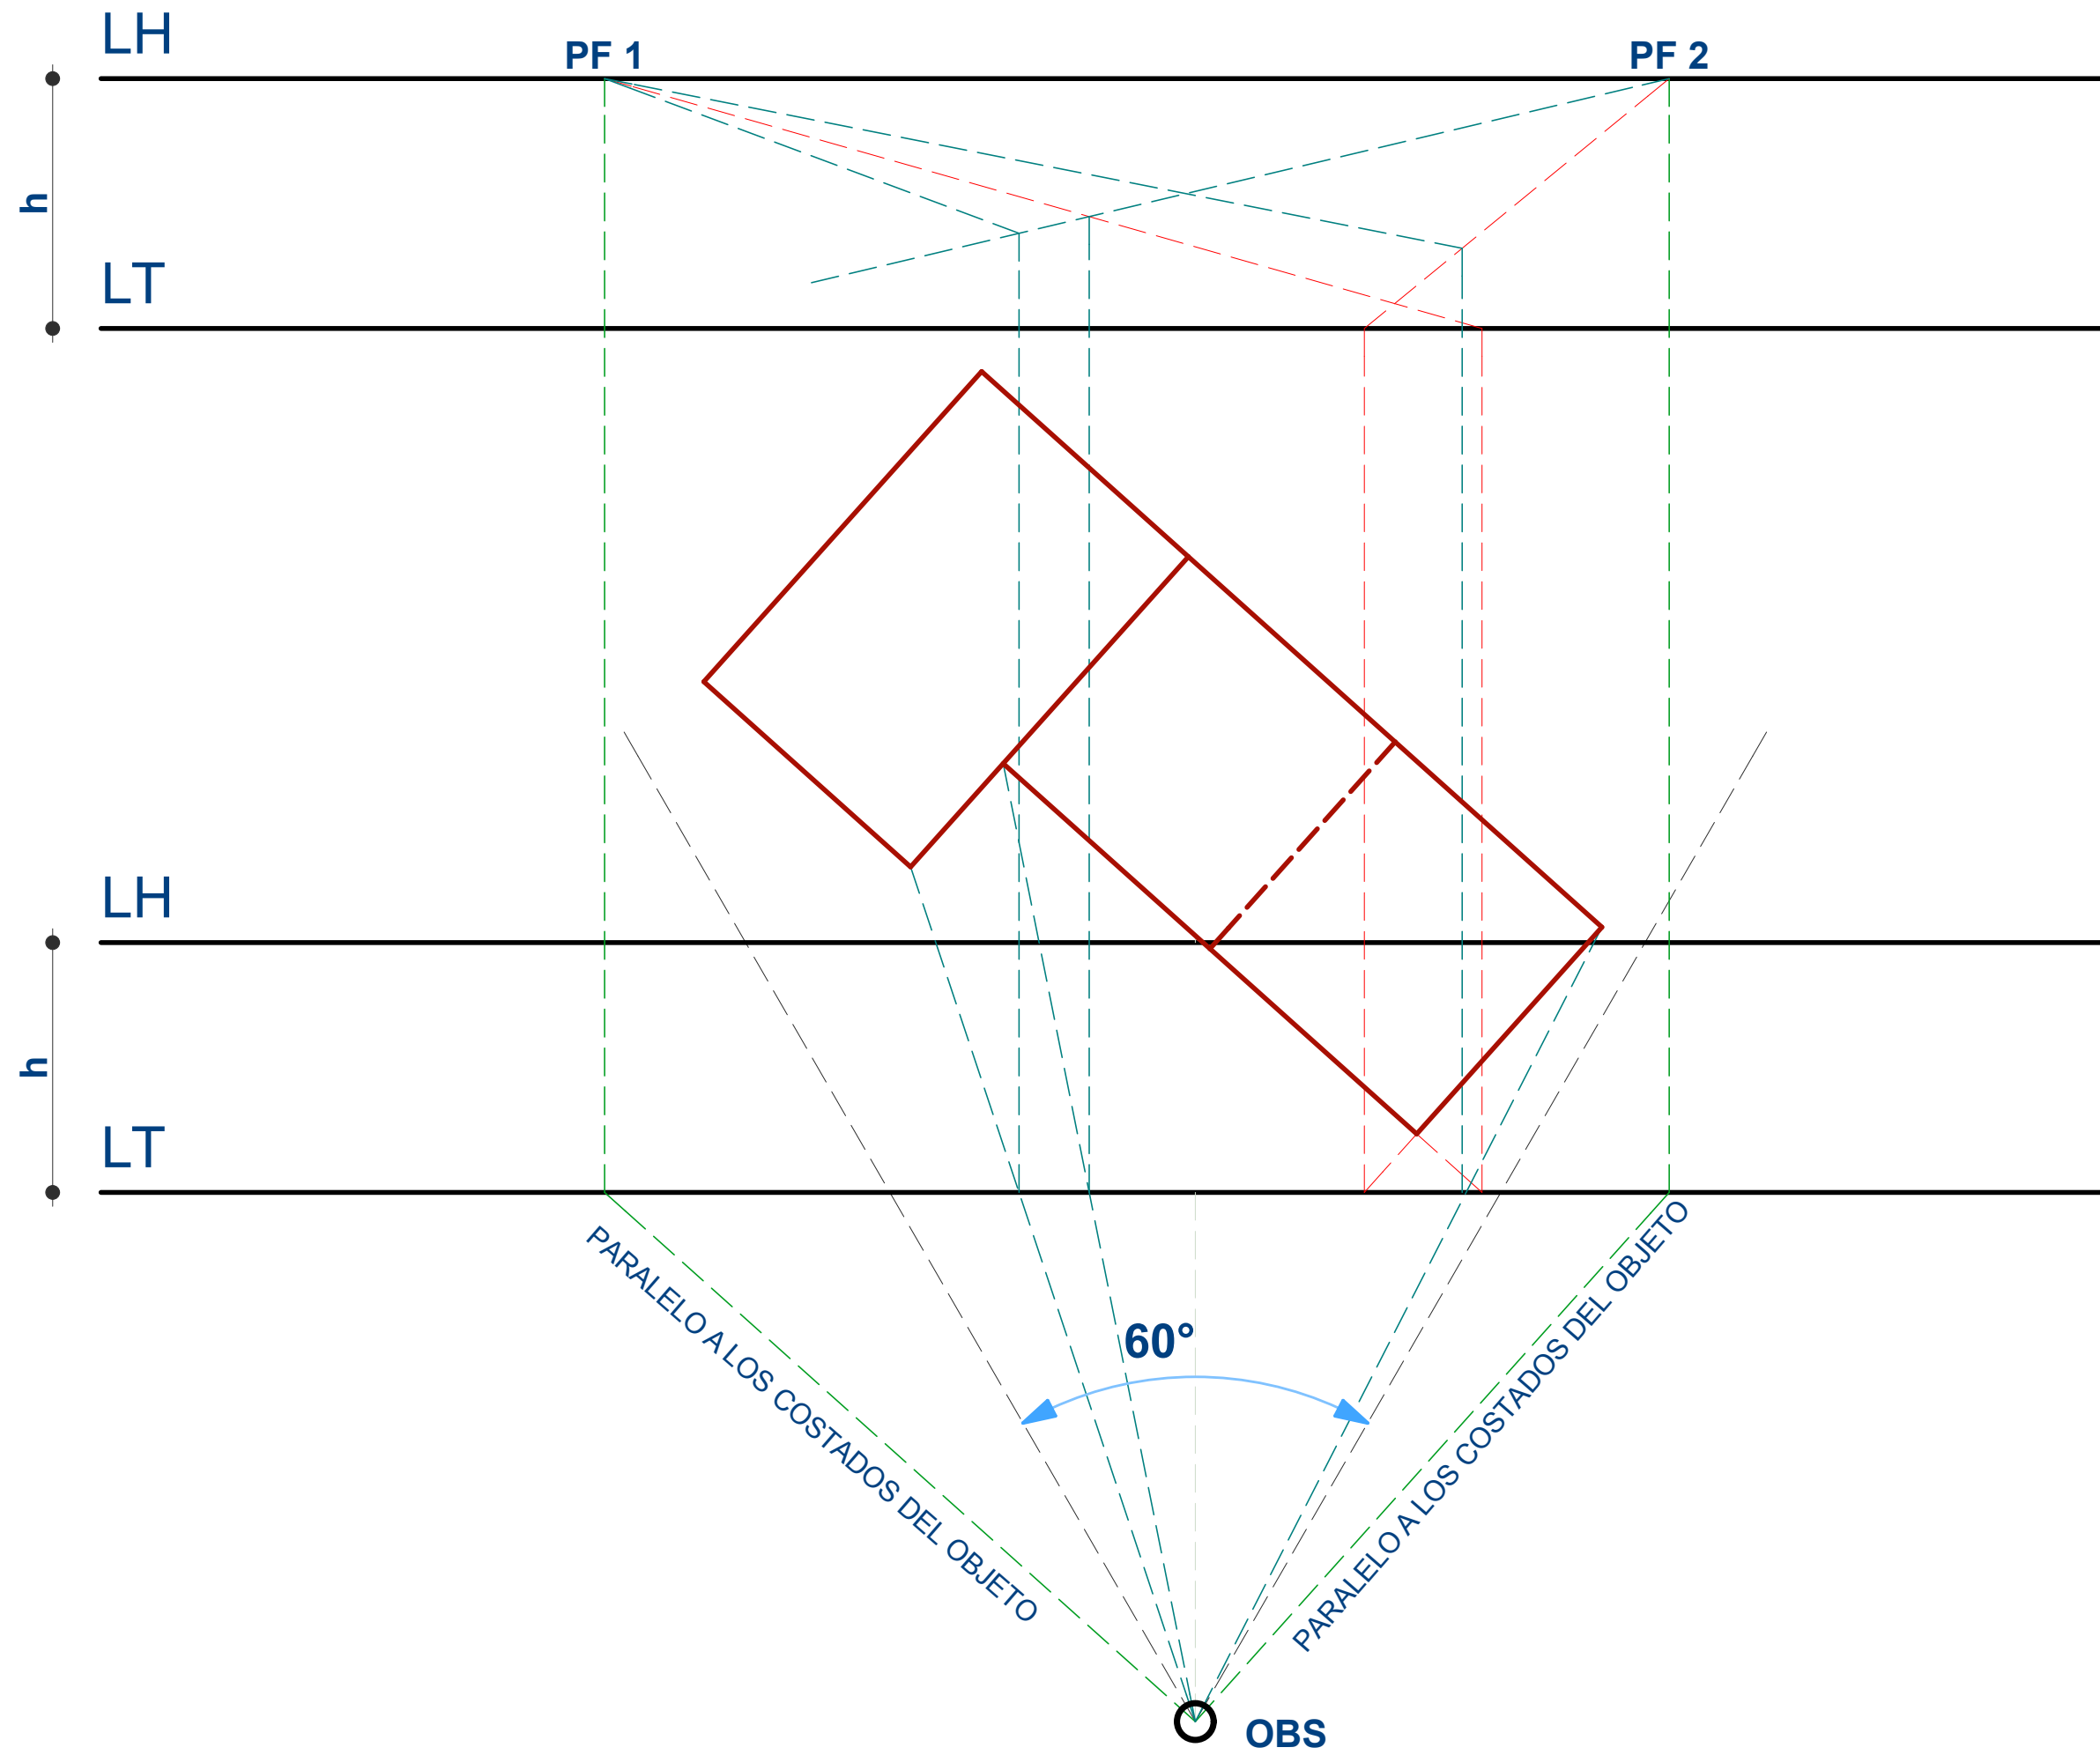 LH
PF 1
PF 2
h
LT
LH
h
LT
PARALELO A LOS COSTADOS DEL OBJETO
PARALELO A LOS COSTADOS DEL OBJETO
60°
OBS